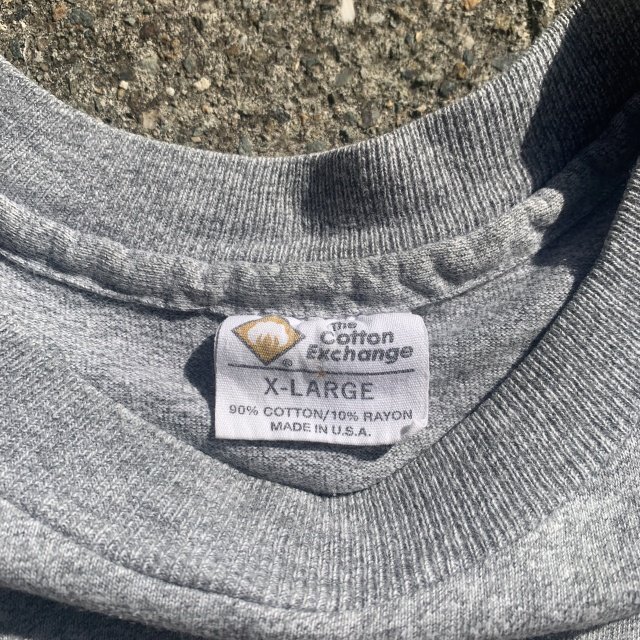 The
Cotton
Exchange
®
X-LARGE
90% COTTON/10% RAYON
MADE IN U.S.A.